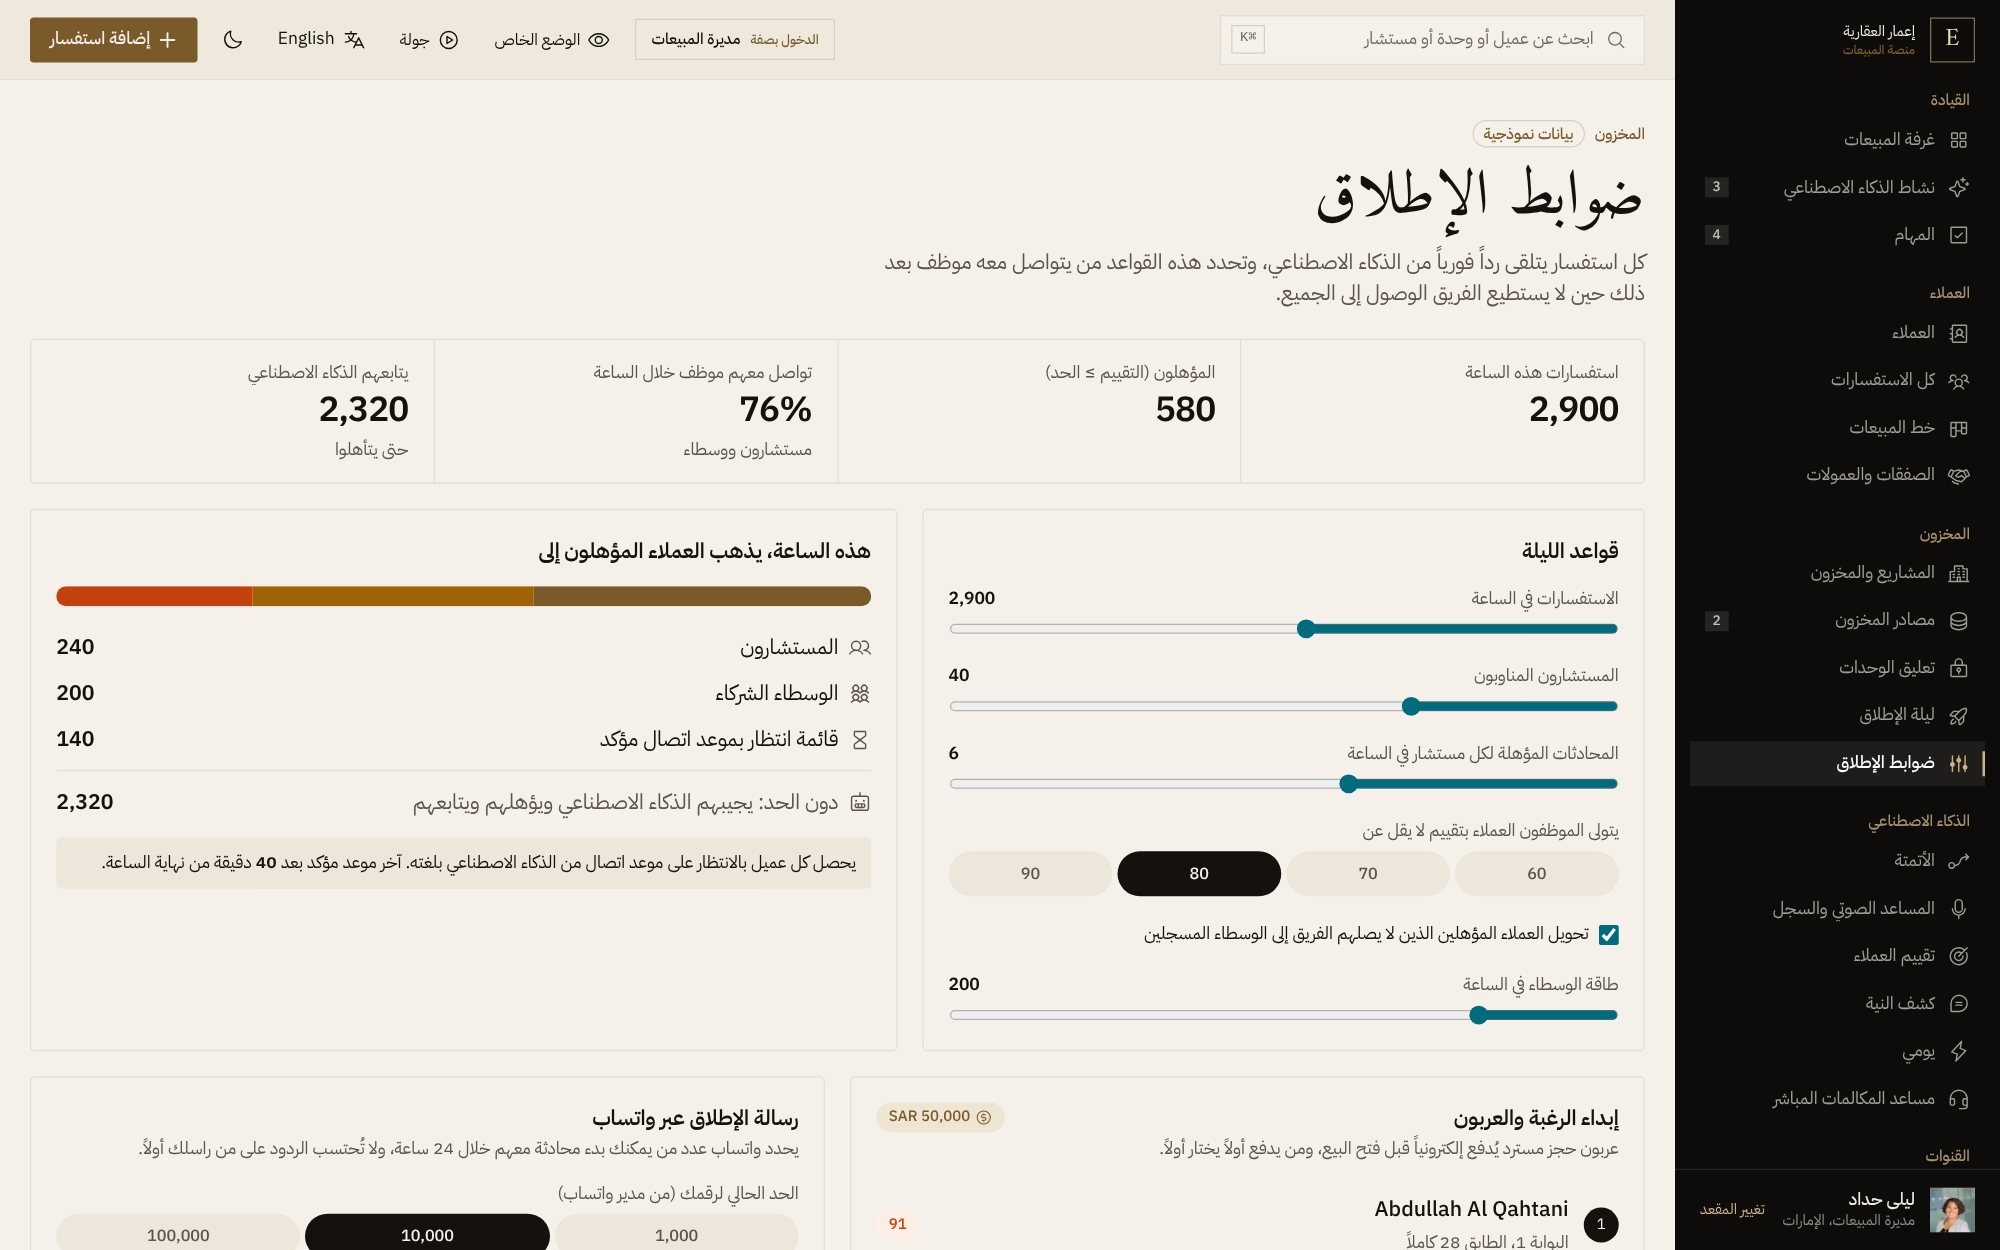 إعمار العقارية
منصة المبيعات
E
القيادة
غرفة المبيعات
نشاط الذكاء الاصطناعي 3
المهام 4
العملاء
العملاء
كل الاستفسارات
خط المبيعات
الصفقات والعمولات
المخزون
المشاريع والمخزون
مصادر المخزون 2
تعليق الوحدات
ليلة الإطلاق
ضوابط الإطلاق
الذكاء الاصطناعي
الأتمتة
المساعد الصوتي والسجل
تقييم العملاء
كشف النية
يومي
مساعد المكالمات المباشر
القنوات
ليلى حداد
مديرة المبيعات، الإمارات
تغيير المقعد
ابحث عن عميل أو وحدة أو مستشار ⌘K
الدخول بصفة مديرة المبيعات
الوضع الخاص
جولة
English
إضافة استفسار
المخزون بيانات نموذجية
ضوابط الإطلاق
كل استفسار يتلقى رداً فورياً من الذكاء الاصطناعي، وتحدد هذه القواعد من يتواصل معه موظف بعد
ذلك حين لا يستطيع الفريق الوصول إلى الجميع.
استفسارات هذه الساعة
2,900
المؤهلون (التقييم ≥ الحد)
580
تواصل معهم موظف خلال الساعة
76%
مستشارون ووسطاء
يتابعهم الذكاء الاصطناعي
2,320
حتى يتأهلوا
قواعد الليلة
الاستفسارات في الساعة 2,900
المستشارون المناوبون 40
المحادثات المؤهلة لكل مستشار في الساعة 6
يتولى الموظفون العملاء بتقييم لا يقل عن
60 70 80 90
تحويل العملاء المؤهلين الذين لا يصلهم الفريق إلى الوسطاء المسجلين
طاقة الوسطاء في الساعة 200
هذه الساعة، يذهب العملاء المؤهلون إلى
المستشارون 240
الوسطاء الشركاء 200
قائمة انتظار بموعد اتصال مؤكد 140
دون الحد: يجيبهم الذكاء الاصطناعي ويؤهلهم ويتابعهم 2,320
يحصل كل عميل بالانتظار على موعد اتصال من الذكاء الاصطناعي بلغته. آخر موعد مؤكد بعد 40 دقيقة من نهاية الساعة.
إبداء الرغبة والعربون
SAR 50,000
عربون حجز مسترد يُدفع إلكترونياً قبل فتح البيع، ومن يدفع أولاً يختار أولاً.
1 Abdullah Al Qahtani 91
البوابة 1، الطابق 28 كاملاً
رسالة الإطلاق عبر واتساب
يحدد واتساب عدد من يمكنك بدء محادثة معهم خلال 24 ساعة، ولا تُحتسب الردود على من راسلك أولاً.
الحد الحالي لرقمك (من مدير واتساب)
1,000 10,000 100,000